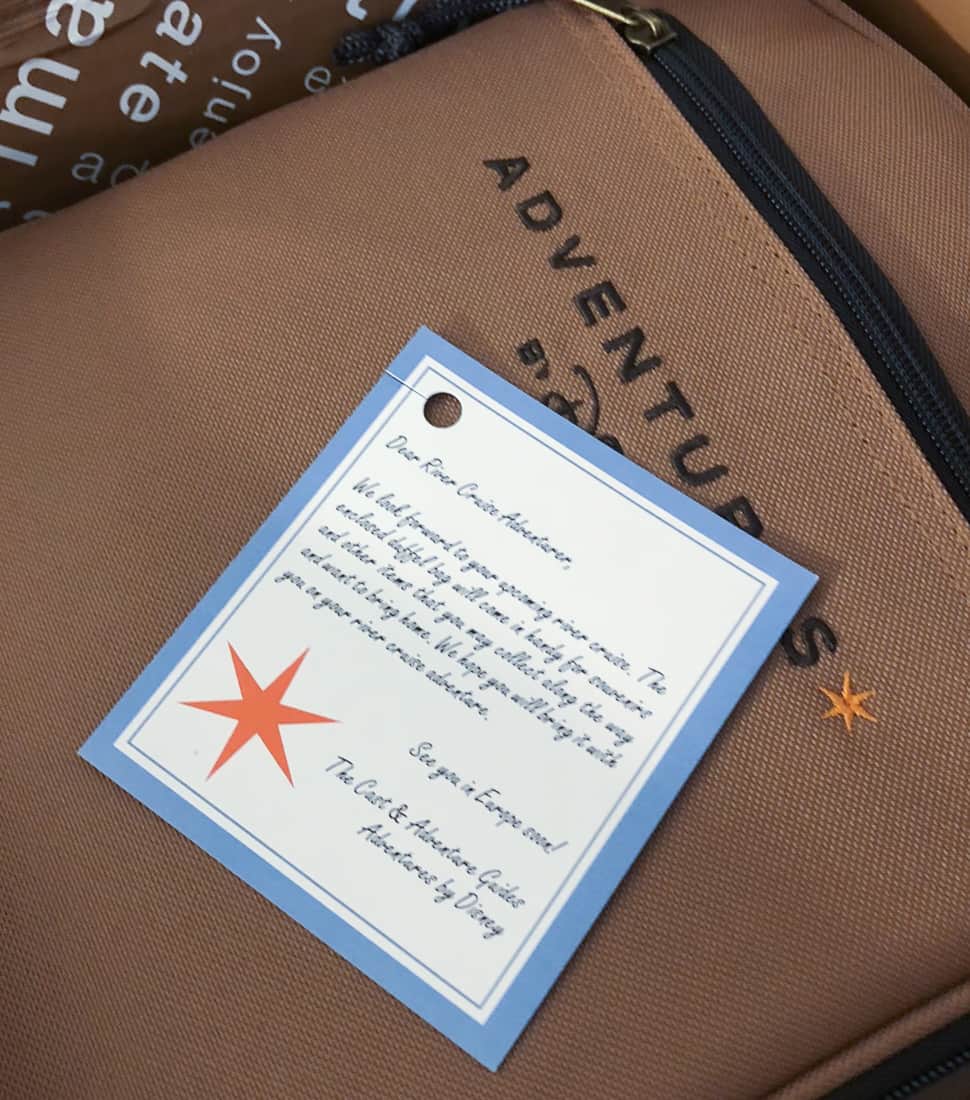 ima
ate
enjoy
a
e
ADVENTURES
BY
Dear River Cruise Adventurer,
We look forward to your upcoming river cruise. The
enclosed duffel bag will come in handy for souvenirs
and other items that you may collect along the way
and want to bring home. We hope you will bring it with
you on your river cruise adventure.
See you in Europe soon!
The Cast & Adventure Guides
Adventures by Disney